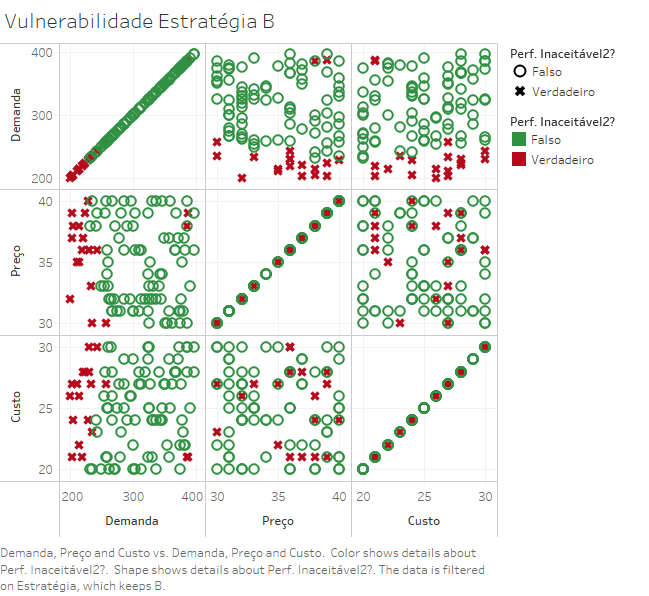 Vulnerabilidade Estratégia B
Perf. Inaceitável2?
Falso
Verdadeiro
Perf. Inaceitável2?
Falso
Verdadeiro
400
300
200
Demanda
40
35
30
Preço
30
25
20
Custo
200 300 400 30 35 40 20 25 30
Demanda Preço Custo
Demanda, Preço and Custo vs. Demanda, Preço and Custo. Color shows details about
Perf. Inaceitável2?. Shape shows details about Perf. Inaceitável2?. The data is filtered
on Estratégia, which keeps B.